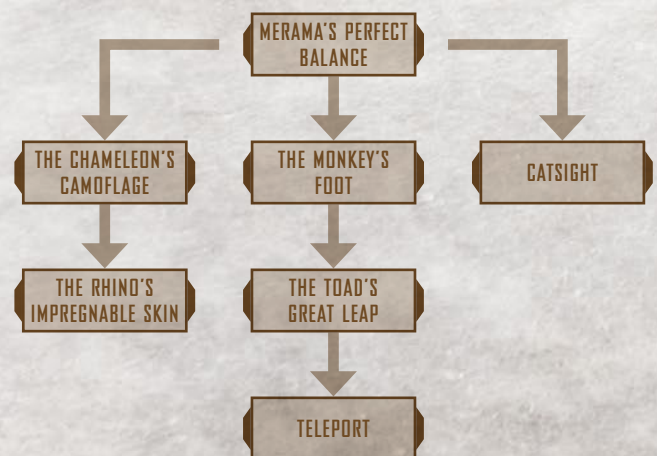 MERAMA'S PERFECT
BALANCE
THE CHAMELEON'S
CAMOFLAGE
THE MONKEY'S
FOOT
CATSIGHT
THE RHINO'S
IMPREGNABLE SKIN
THE TOAD'S
GREAT LEAP
TELEPORT